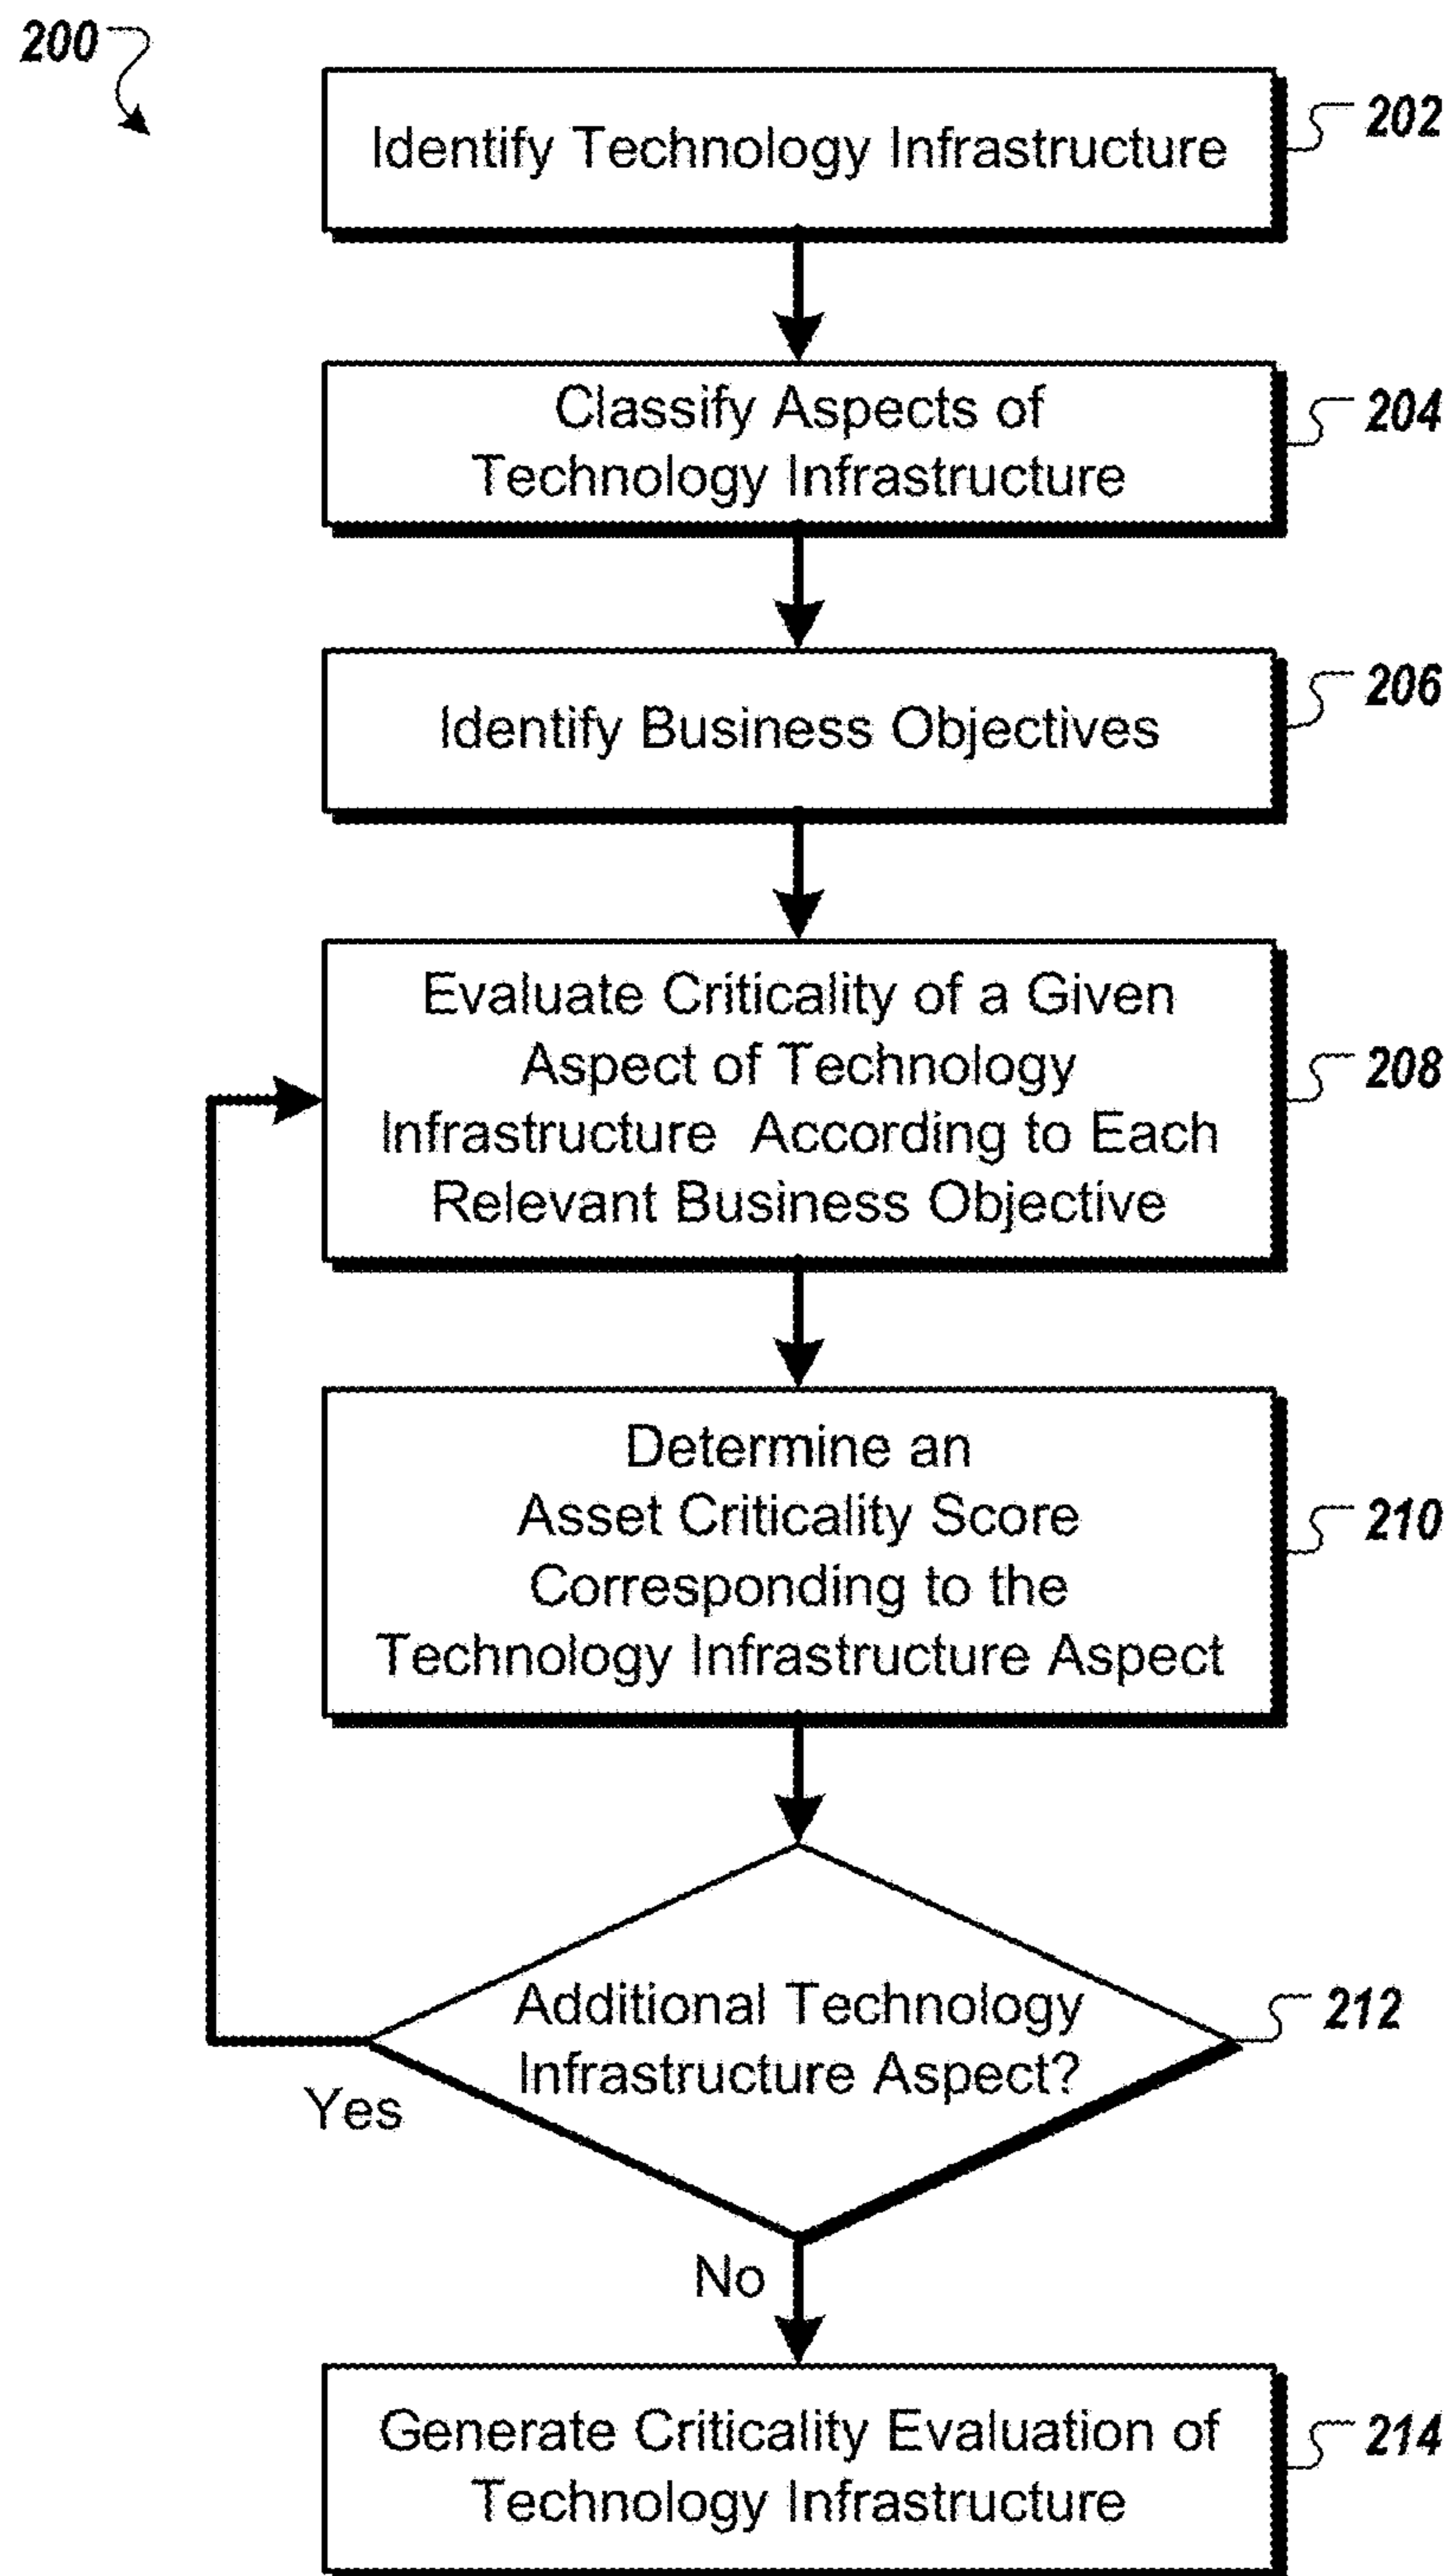 200
Identify Technology Infrastructure
202
Classify Aspects of
Technology Infrastructure
204
Identify Business Objectives
206
Evaluate Criticality of a Given
Aspect of Technology
Infrastructure According to Each
Relevant Business Objective
208
Determine an
Asset Criticality Score
Corresponding to the
Technology Infrastructure Aspect
210
Additional Technology
Infrastructure Aspect?
212
Yes
No
Generate Criticality Evaluation of
Technology Infrastructure
214